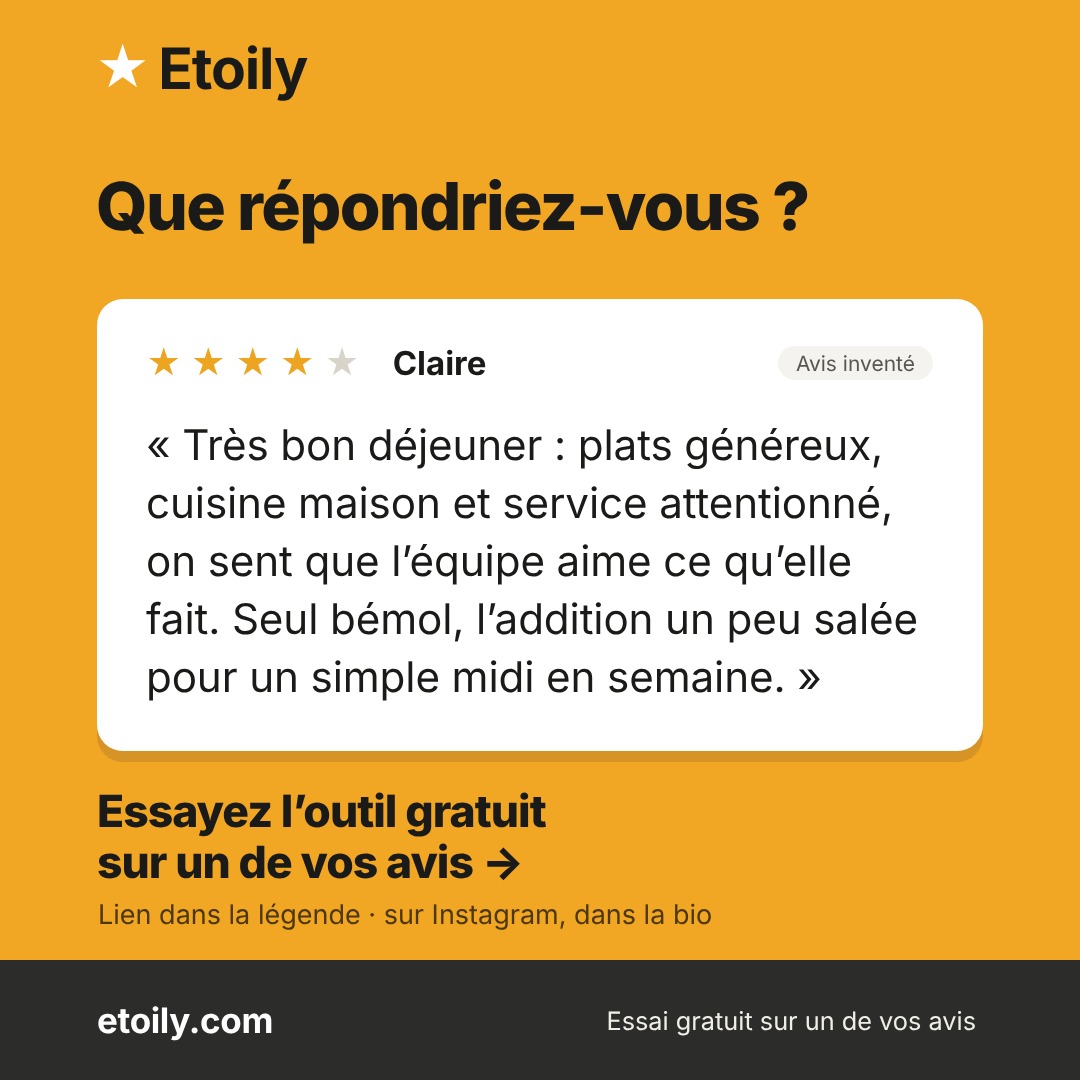 ★ Etoily
Que répondriez-vous ?
★ ★ ★ ★ ★ Claire
Avis inventé
« Très bon déjeuner : plats généreux,
cuisine maison et service attentionné,
on sent que l’équipe aime ce qu’elle
fait. Seul bémol, l’addition un peu salée
pour un simple midi en semaine. »
Essayez l’outil gratuit
sur un de vos avis →
Lien dans la légende · sur Instagram, dans la bio
etoily.com
Essai gratuit sur un de vos avis